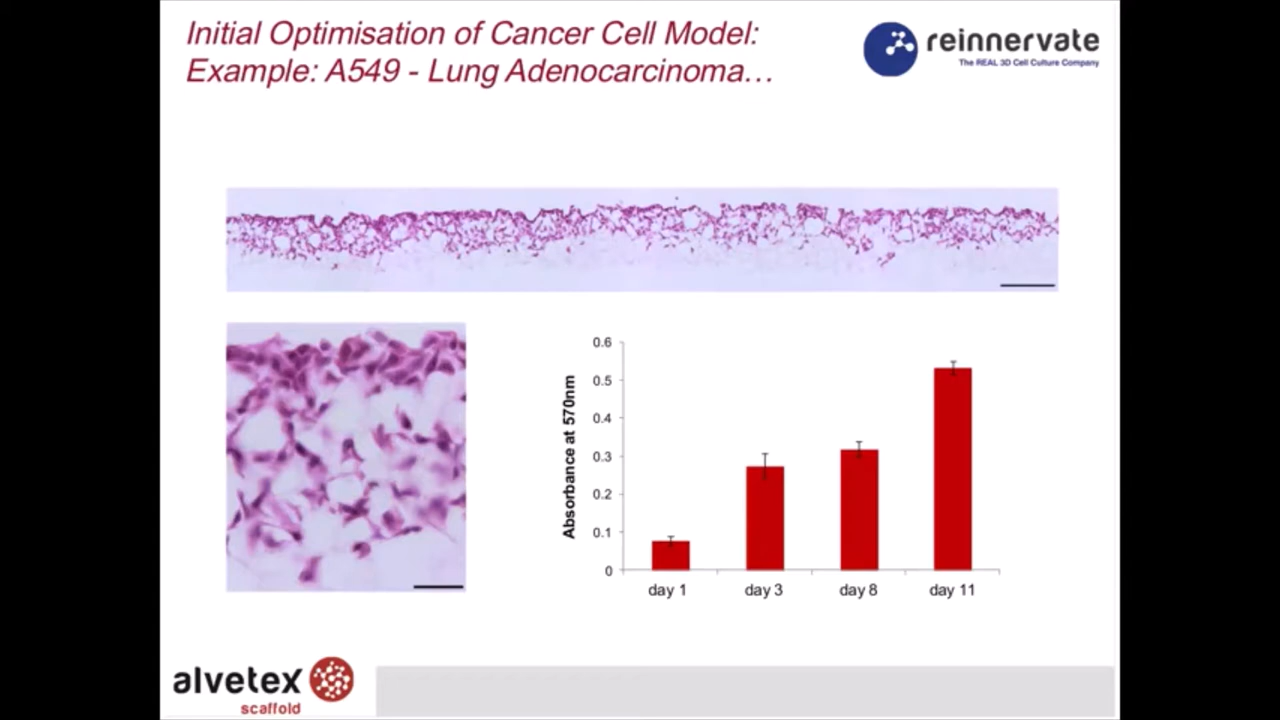 Initial Optimisation of Cancer Cell Model:
Example: A549 - Lung Adenocarcinoma…
reinnervate
The REAL 3D Cell Culture Company
Absorbance at 570nm
0.6
0.5
0.4
0.3
0.2
0.1
0
day 1
day 3
day 8
day 11
alvetex
scaffold